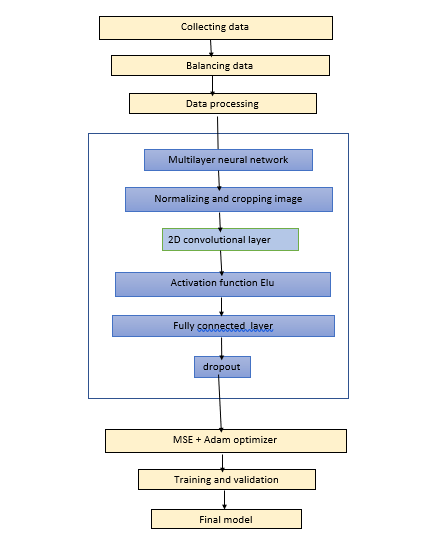 Collecting data
Balancing data
Data processing
Multilayer neural network
Normalizing and cropping image
2D convolutional layer
Activation function Elu
Fully connected layer
dropout
MSE + Adam optimizer
Training and validation
Final model